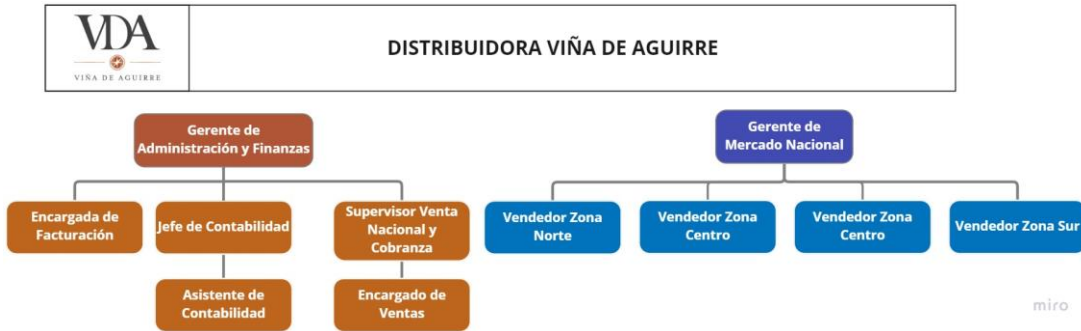 VDA
VIÑA DE AGUIRRE
DISTRIBUIDORA VIÑA DE AGUIRRE
Gerente de
Administración y Finanzas
Gerente de
Mercado Nacional
Encargada de
Facturación
Jefe de Contabilidad
Supervisor Venta
Nacional y
Cobranza
Vendedor Zona
Norte
Vendedor Zona
Centro
Vendedor Zona
Centro
Vendedor Zona Sur
Asistente de
Contabilidad
Encargado de
Ventas
miro